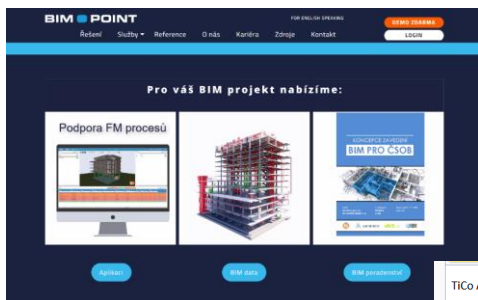 BIM POINT
FOR ENGLISH SPEAKING
DEMO ZDARMA
Řešení Služby Reference O nás Kariéra Zdroje Kontakt
LOGIN
Pro váš BIM projekt nabízíme:
Podpora FM procesů
KONCEPCE ZAVEDENÍ
BIM PRO ČSOB
Aplikaci
BIM data
BIM poradenství
TiCo